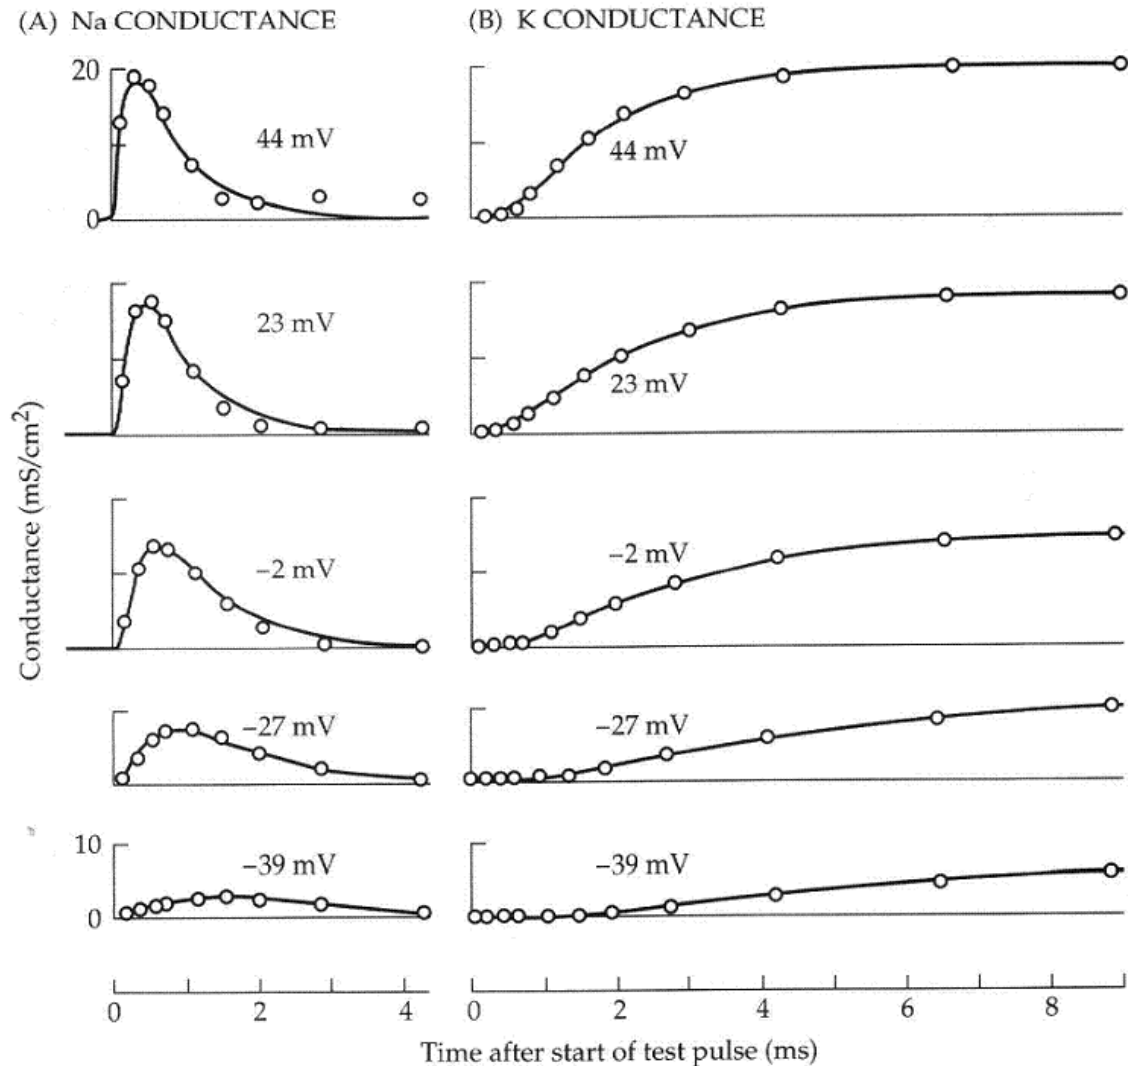 (A) Na CONDUCTANCE
(B) K CONDUCTANCE
20
0
44 mV
44 mV
23 mV
23 mV
Conductance (mS/cm²)
–2 mV
–2 mV
–27 mV
–27 mV
10
0
–39 mV
–39 mV
0 2 4
0 2 4 6 8
Time after start of test pulse (ms)